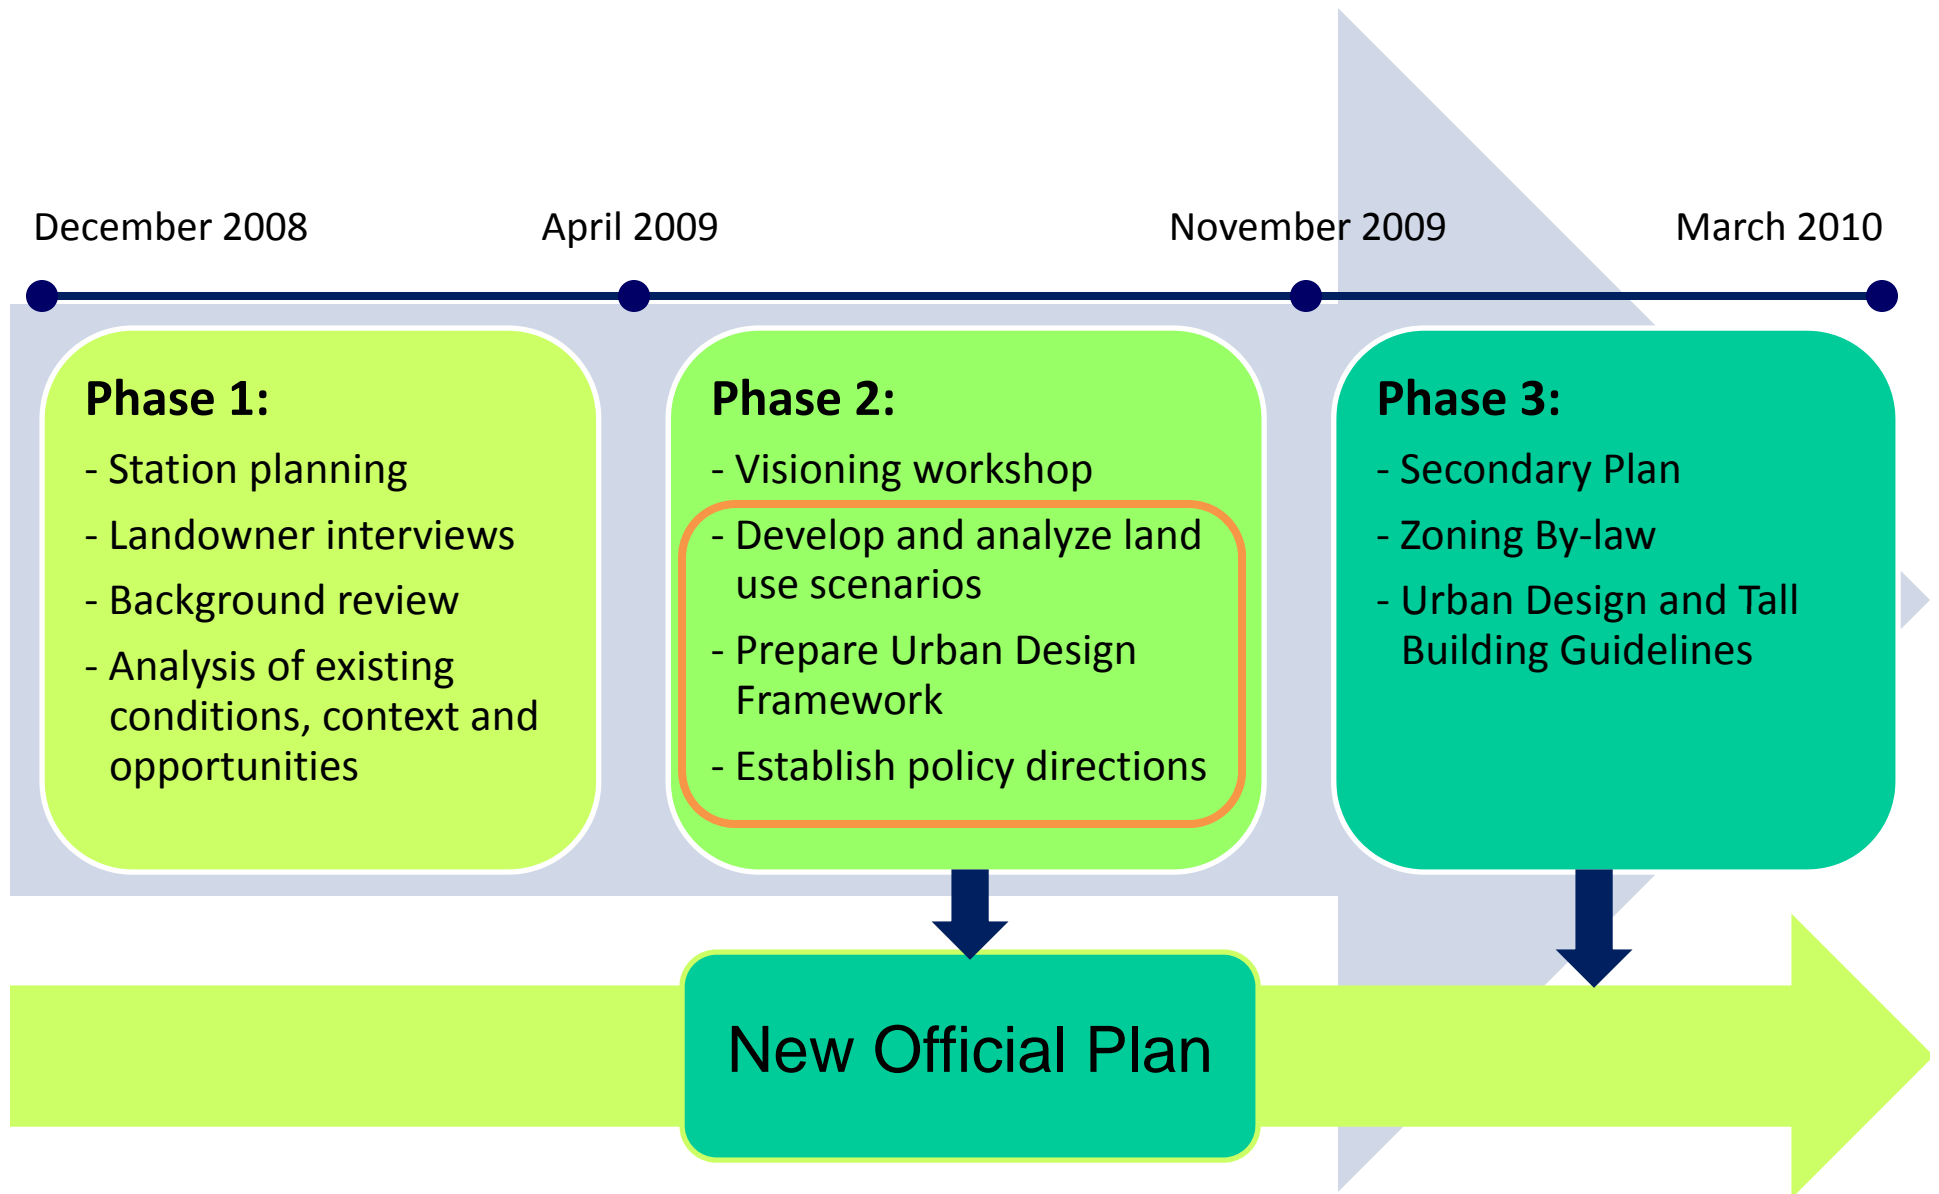 December 2008
April 2009
November 2009
March 2010
Phase 1:
- Station planning
- Landowner interviews
- Background review
- Analysis of existing
conditions, context and
opportunities
Phase 2:
- Visioning workshop
- Develop and analyze land
use scenarios
- Prepare Urban Design
Framework
- Establish policy directions
Phase 3:
- Secondary Plan
- Zoning By-law
- Urban Design and Tall
Building Guidelines
New Official Plan